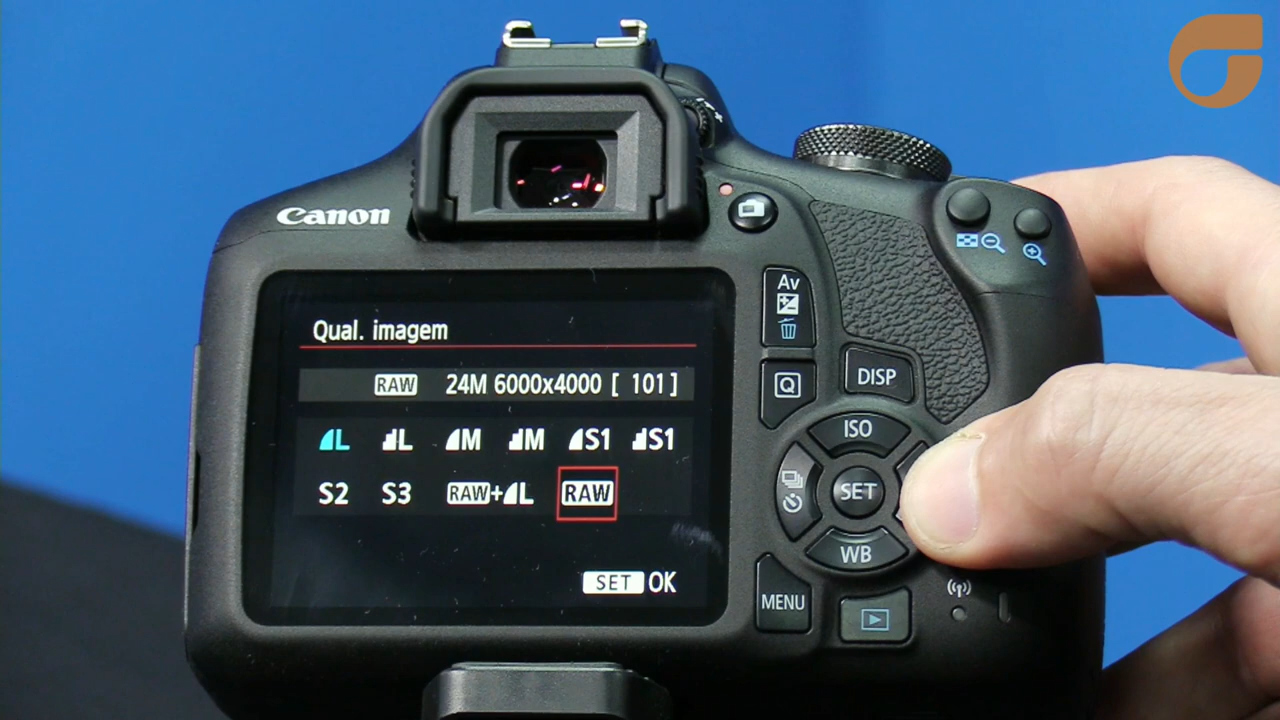 Canon
Av
Qual. imagem
RAW 24M 6000x4000 [ 101]
L L M M S1 S1
S2 S3 RAW+L RAW
SET OK
Q
DISP
ISO
SET
WB
MENU